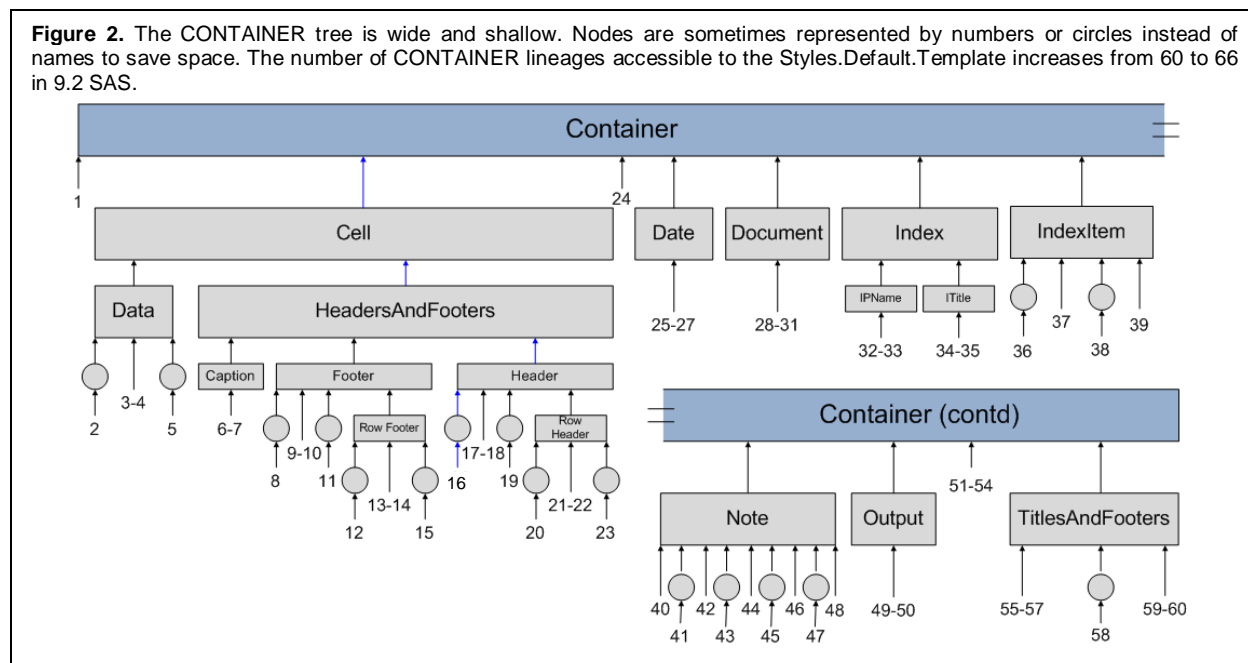 Figure 2. The CONTAINER tree is wide and shallow. Nodes are sometimes represented by numbers or circles instead of
names to save space. The number of CONTAINER lineages accessible to the Styles.Default.Template increases from 60 to 66
in 9.2 SAS.
Container
1
24
Cell
Date
Document
Index
IndexItem
Data
HeadersAndFooters
IPName
ITitle
25-27
28-31
32-33
34-35
36
37
38
39
Caption
Footer
Header
2
3-4
5
6-7
8
9-10
11
Row Footer
16
17-18
19
Row
Header
12
13-14
15
20
21-22
23
Container (contd)
51-54
Note
Output
TitlesAndFooters
40
41
42
43
44
45
46
47
48
49-50
55-57
58
59-60